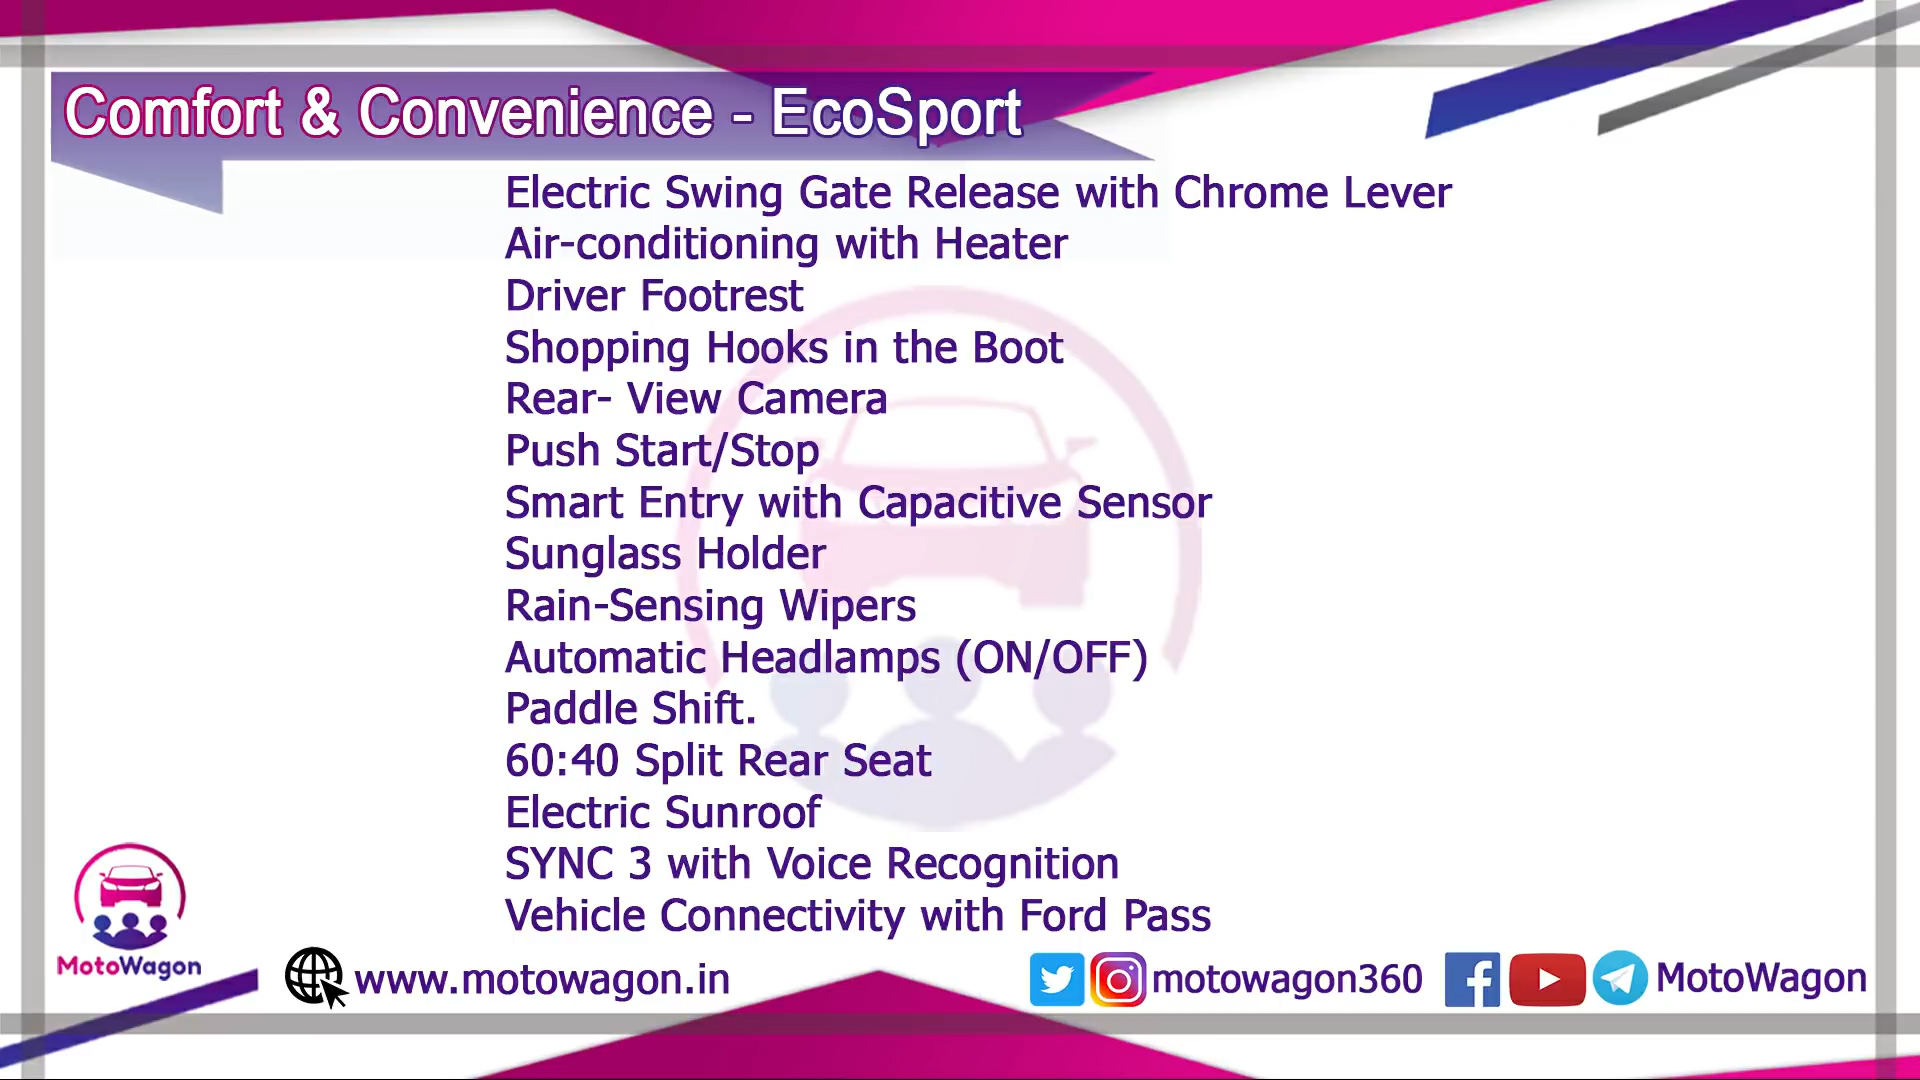 Comfort & Convenience - EcoSport
Electric Swing Gate Release with Chrome Lever
Air-conditioning with Heater
Driver Footrest
Shopping Hooks in the Boot
Rear- View Camera
Push Start/Stop
Smart Entry with Capacitive Sensor
Sunglass Holder
Rain-Sensing Wipers
Automatic Headlamps (ON/OFF)
Paddle Shift.
60:40 Split Rear Seat
Electric Sunroof
SYNC 3 with Voice Recognition
Vehicle Connectivity with Ford Pass
MotoWagon
www.motowagon.in
motowagon360
MotoWagon